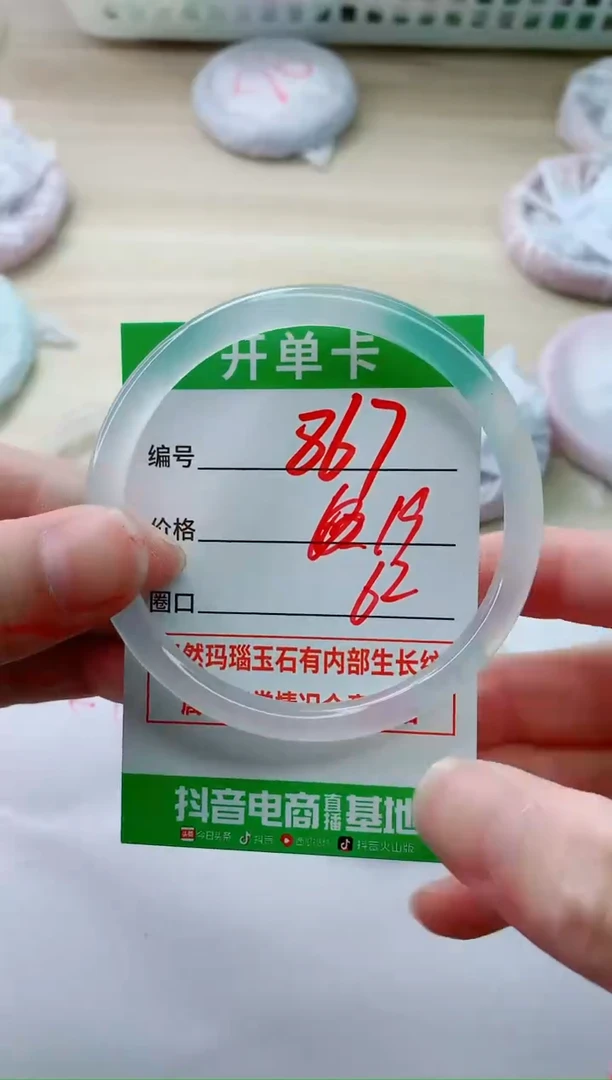 开单卡
编号 867
价格 19
圈口 62
然玛瑙玉石有内部生长纹
抖音电商直播基地
今日头条 抖音 抖音火山版